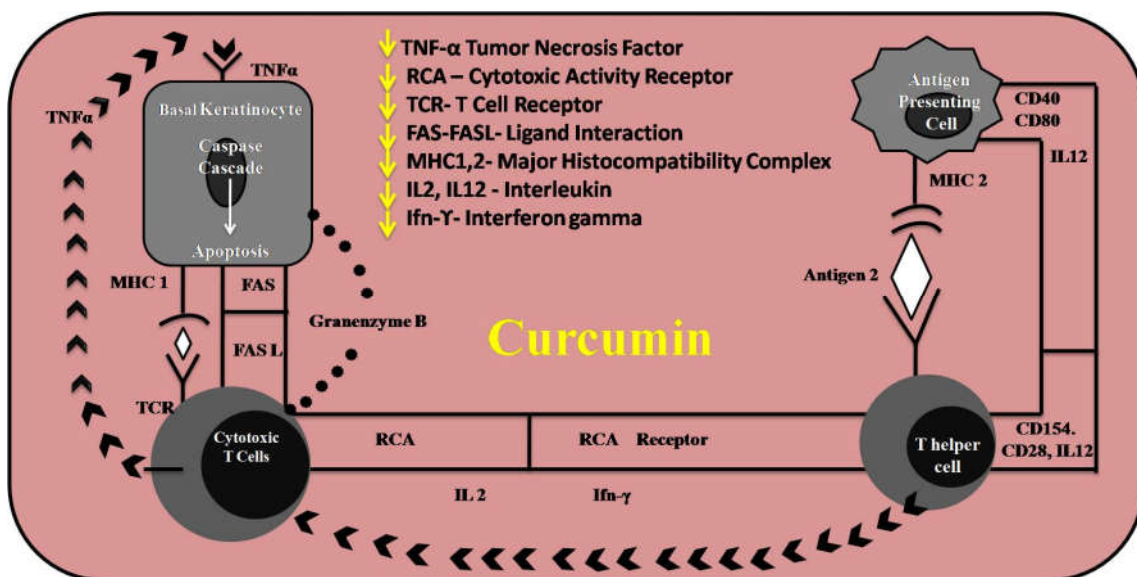 TNF-α Tumor Necrosis Factor
RCA – Cytotoxic Activity Receptor
TCR- T Cell Receptor
FAS-FASL- Ligand Interaction
MHC1,2- Major Histocompatibility Complex
IL2, IL12 - Interleukin
Ifn-ϒ- Interferon gamma
TNFα
TNFα
Basal Keratinocyte
Caspase
Cascade
Apoptosis
MHC 1
FAS
Granenzyme B
FAS L
TCR
Cytotoxic
T Cells
Curcumin
Antigen
Presenting
Cell
CD40
CD80
IL12
MHC 2
Antigen 2
RCA
RCA Receptor
T helper
cell
CD154.
CD28, IL12
IL 2
Ifn-γ